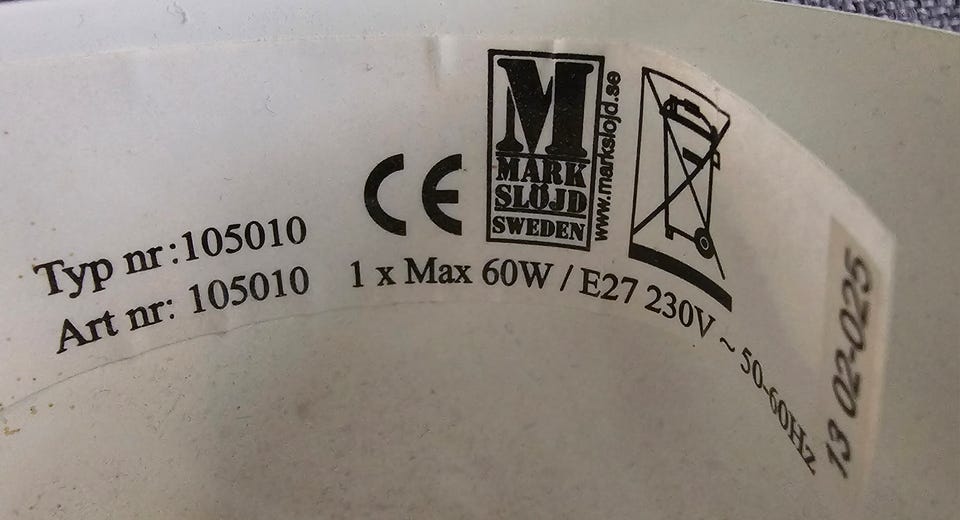 Typ nr:105010
Art nr: 105010
CE
M
MARK
SLÖJD
SWEDEN
www.markslojd.se
1 x Max 60W / E27 230V ~ 50-60Hz
13 02-025